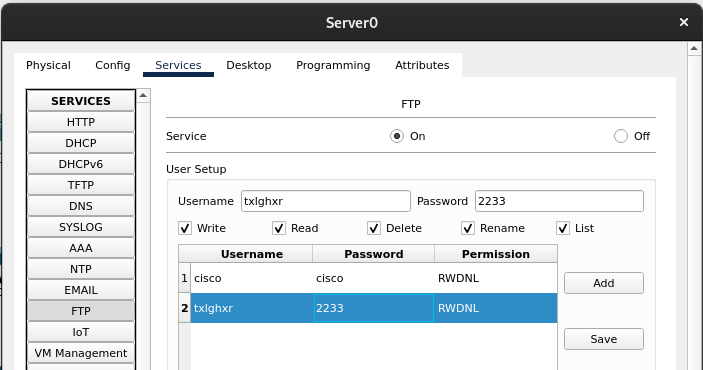 Server0
Physical Config Services Desktop Programming Attributes
SERVICES
HTTP
DHCP
DHCPv6
TFTP
DNS
SYSLOG
AAA
NTP
EMAIL
FTP
IoT
VM Management
FTP
Service On Off
User Setup
Username txlghxr Password 2233
Write Read Delete Rename List
Username Password Permission
1 cisco cisco RWDNL
2 txlghxr 2233 RWDNL
Add
Save